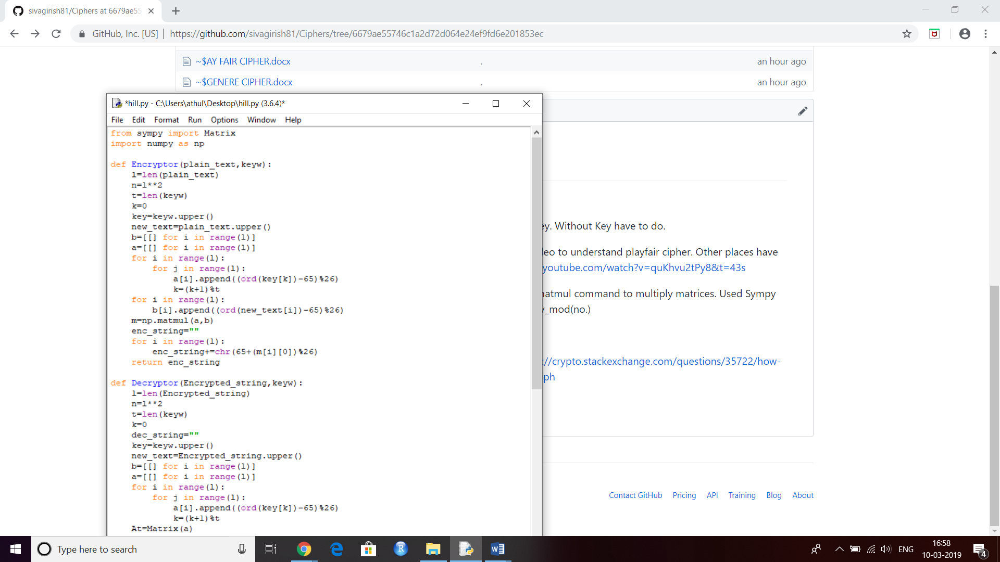 sivagirish81/Ciphers at 6679ae55
GitHub, Inc. [US] | https://github.com/sivagirish81/Ciphers/tree/6679ae55746c1a2d72d064e24ef9fd6e201853ec
~$AY FAIR CIPHER.docx . an hour ago
~$GENERE CIPHER.docx . an hour ago
*hill.py - C:\Users\athul\Desktop\hill.py (3.6.4)*
File Edit Format Run Options Window Help
from sympy import Matrix
import numpy as np
def Encryptor(plain_text,keyw):
    l=len(plain_text)
    n=l**2
    t=len(keyw)
    k=0
    key=keyw.upper()
    new_text=plain_text.upper()
    b=[[] for i in range(l)]
    a=[[] for i in range(l)]
    for i in range(l):
        for j in range(l):
            a[i].append((ord(key[k])-65)%26)
            k=(k+1)%t
    for i in range(l):
        b[i].append((ord(new_text[i])-65)%26)
    m=np.matmul(a,b)
    enc_string=""
    for i in range(l):
        enc_string+=chr(65+(m[i][0])%26)
    return enc_string
def Decryptor(Encrypted_string,keyw):
    l=len(Encrypted_string)
    n=l**2
    t=len(keyw)
    k=0
    dec_string=""
    key=keyw.upper()
    new_text=Encrypted_string.upper()
    b=[[] for i in range(l)]
    a=[[] for i in range(l)]
    for i in range(l):
        for j in range(l):
            a[i].append((ord(key[k])-65)%26)
            k=(k+1)%t
    At=Matrix(a)
ey. Without Key have to do.
eo to understand playfair cipher. Other places have
youtube.com/watch?v=quKhvu2tPy8&t=43s
matmul command to multiply matrices. Used Sympy
v_mod(no.)
://crypto.stackexchange.com/questions/35722/how-
ph
Contact GitHub Pricing API Training Blog About
Type here to search
ENG
16:58
10-03-2019
4